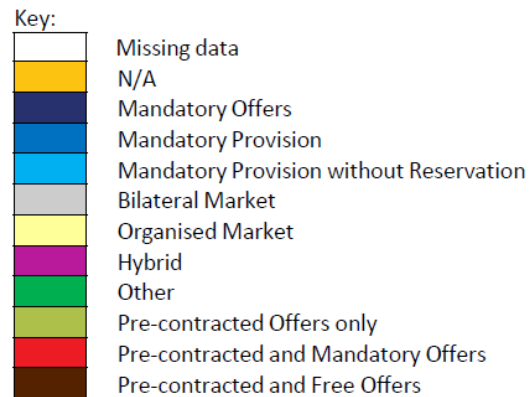 Key:
Missing data
N/A
Mandatory Offers
Mandatory Provision
Mandatory Provision without Reservation
Bilateral Market
Organised Market
Hybrid
Other
Pre-contracted Offers only
Pre-contracted and Mandatory Offers
Pre-contracted and Free Offers